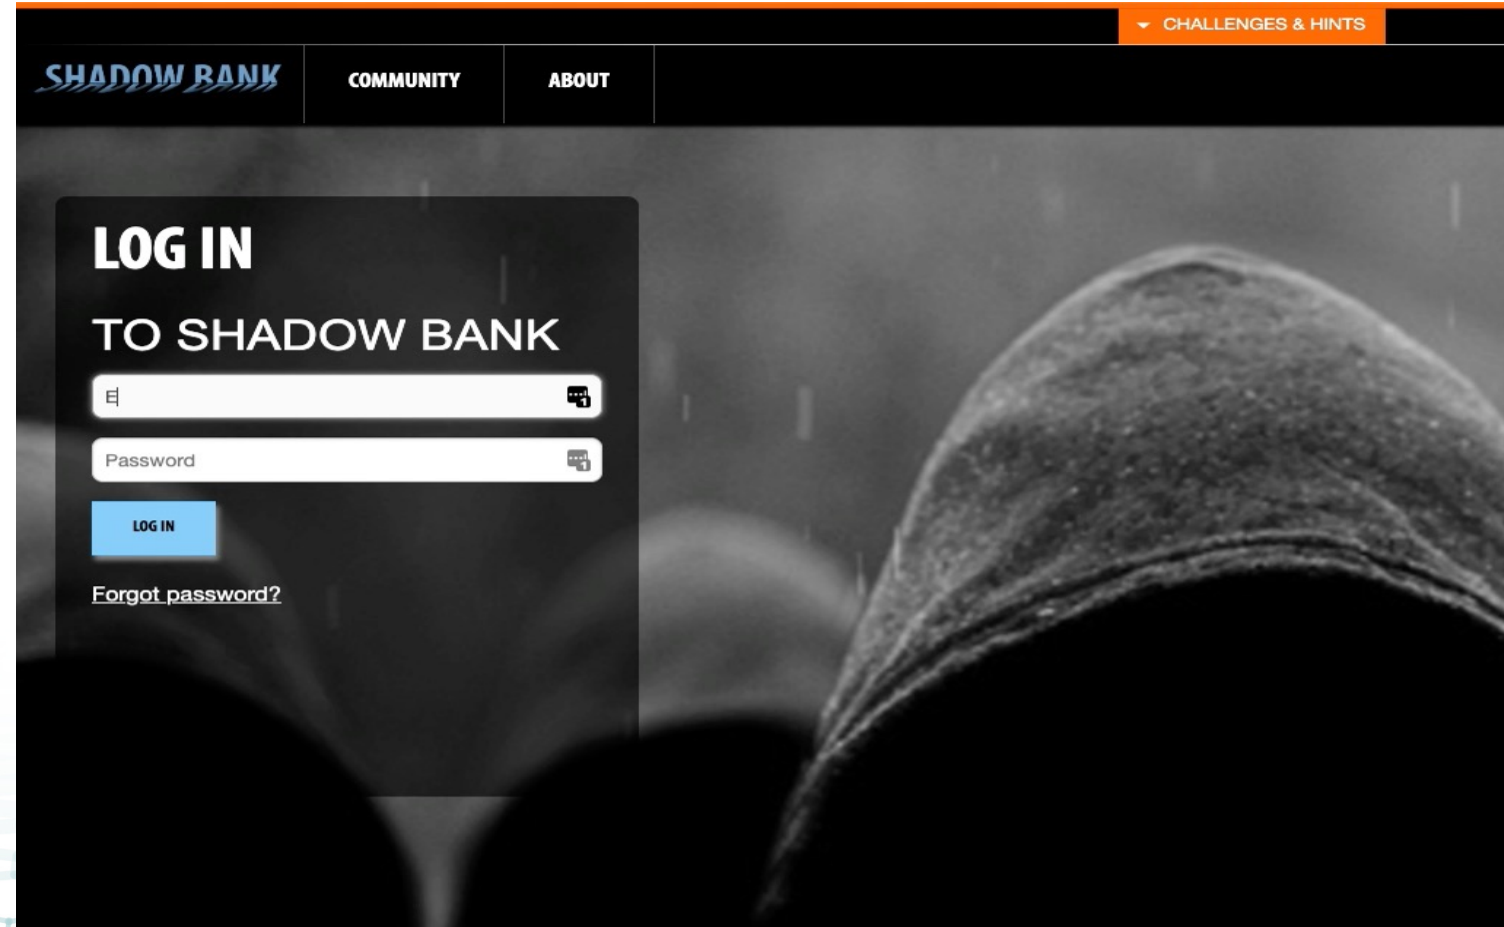 CHALLENGES & HINTS
SHADOW BANK
COMMUNITY
ABOUT
LOG IN
TO SHADOW BANK
E
Password
LOG IN
Forgot password?